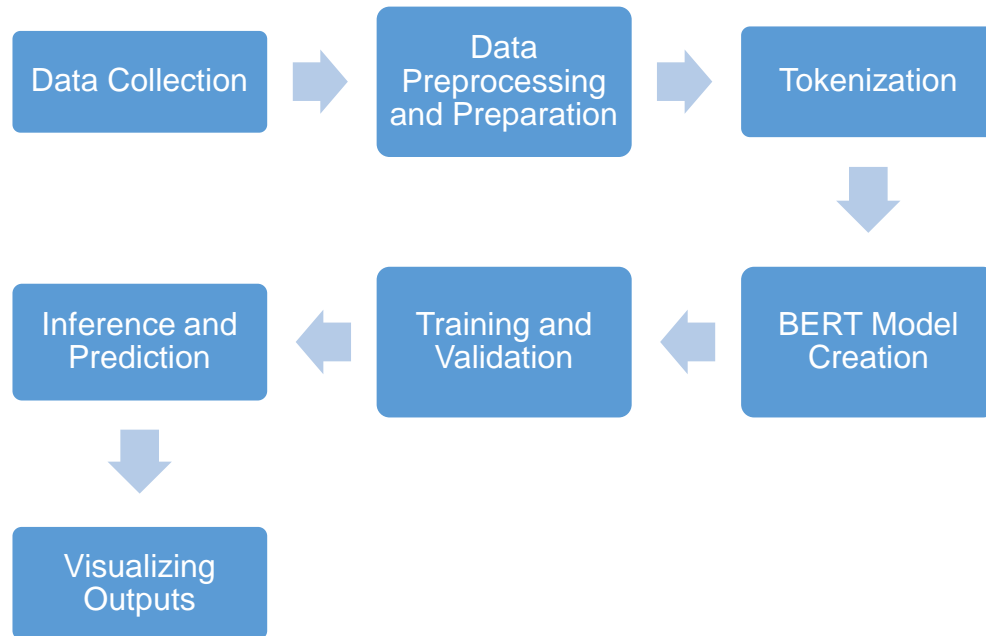 Data Collection
Data
Preprocessing
and Preparation
Tokenization
BERT Model
Creation
Training and
Validation
Inference and
Prediction
Visualizing
Outputs